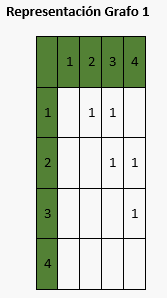 Representación Grafo 1
1 2 3 4
1 1 1
2 1 1
3 1
4